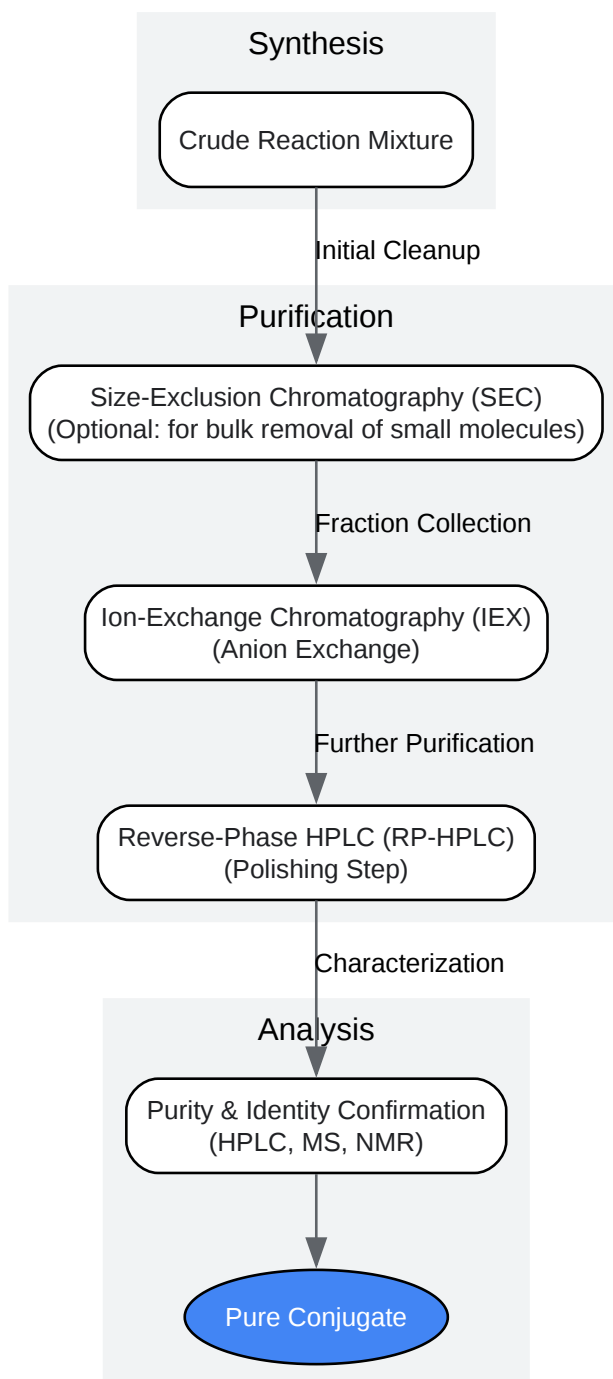 Synthesis
Crude Reaction Mixture
Initial Cleanup
Purification
Size-Exclusion Chromatography (SEC)
(Optional: for bulk removal of small molecules)
Fraction Collection
Ion-Exchange Chromatography (IEX)
(Anion Exchange)
Further Purification
Reverse-Phase HPLC (RP-HPLC)
(Polishing Step)
Characterization
Analysis
Purity & Identity Confirmation
(HPLC, MS, NMR)
Pure Conjugate